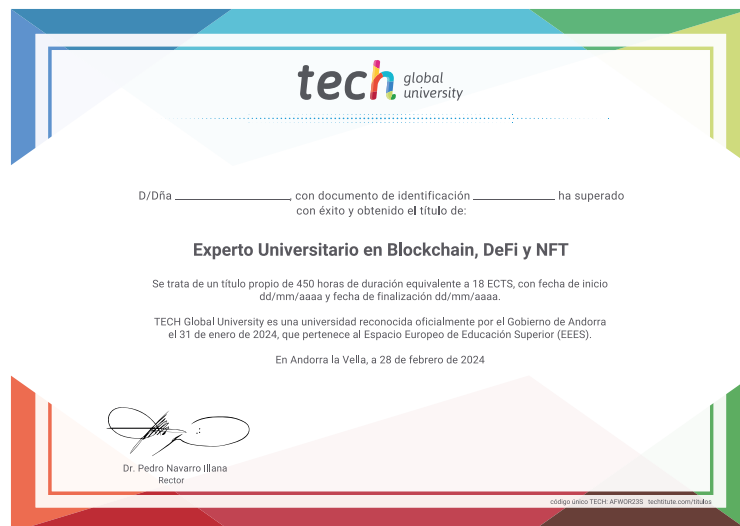 tech global
university
D/Dña ____________________, con documento de identificación ______________ ha superado
con éxito y obtenido el título de:
Experto Universitario en Blockchain, DeFi y NFT
Se trata de un título propio de 450 horas de duración equivalente a 18 ECTS, con fecha de inicio
dd/mm/aaaa y fecha de finalización dd/mm/aaaa.
TECH Global University es una universidad reconocida oficialmente por el Gobierno de Andorra
el 31 de enero de 2024, que pertenece al Espacio Europeo de Educación Superior (EEES).
En Andorra la Vella, a 28 de febrero de 2024
Dr. Pedro Navarro Illana
Rector
código único TECH: AFWOR23S techtitute.com/titulos